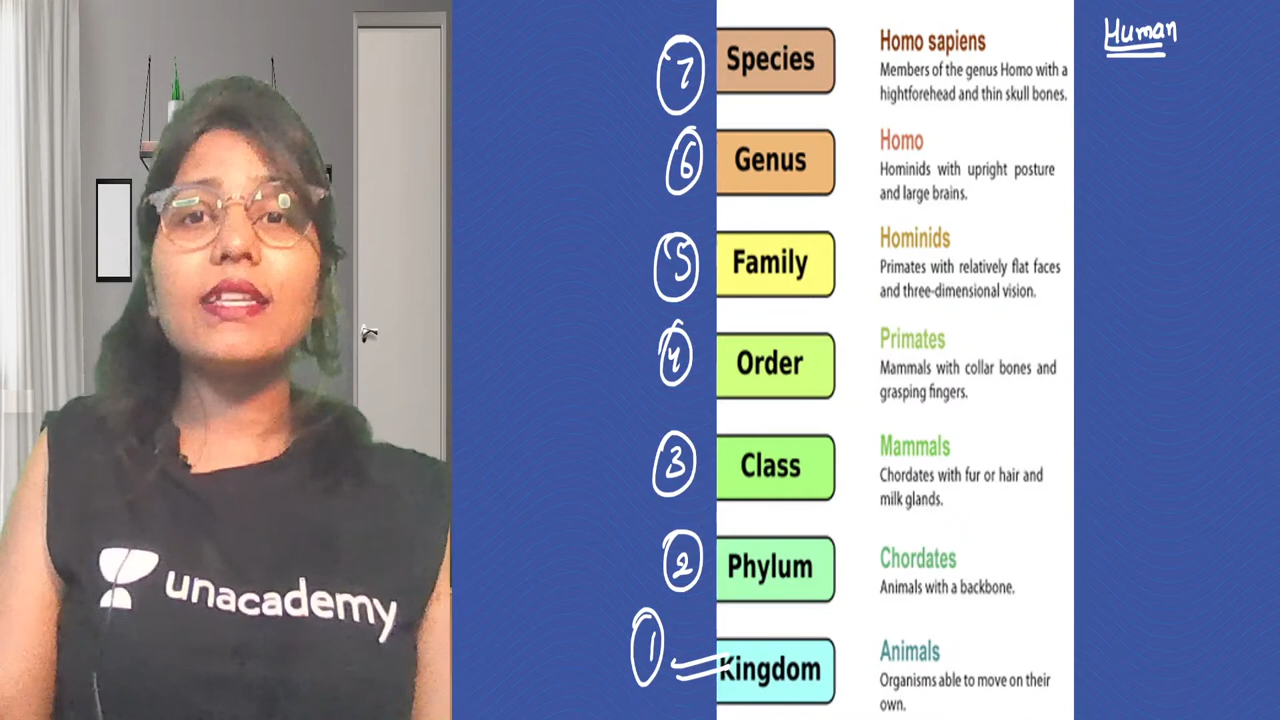 Human
7
Species
Homo sapiens
Members of the genus Homo with a
hightforehead and thin skull bones.
6
Genus
Homo
Hominids with upright posture
and large brains.
5
Family
Hominids
Primates with relatively flat faces
and three-dimensional vision.
4
Order
Primates
Mammals with collar bones and
grasping fingers.
3
Class
Mammals
Chordates with fur or hair and
milk glands.
2
Phylum
Chordates
Animals with a backbone.
1
Kingdom
Animals
Organisms able to move on their
own.
unacademy